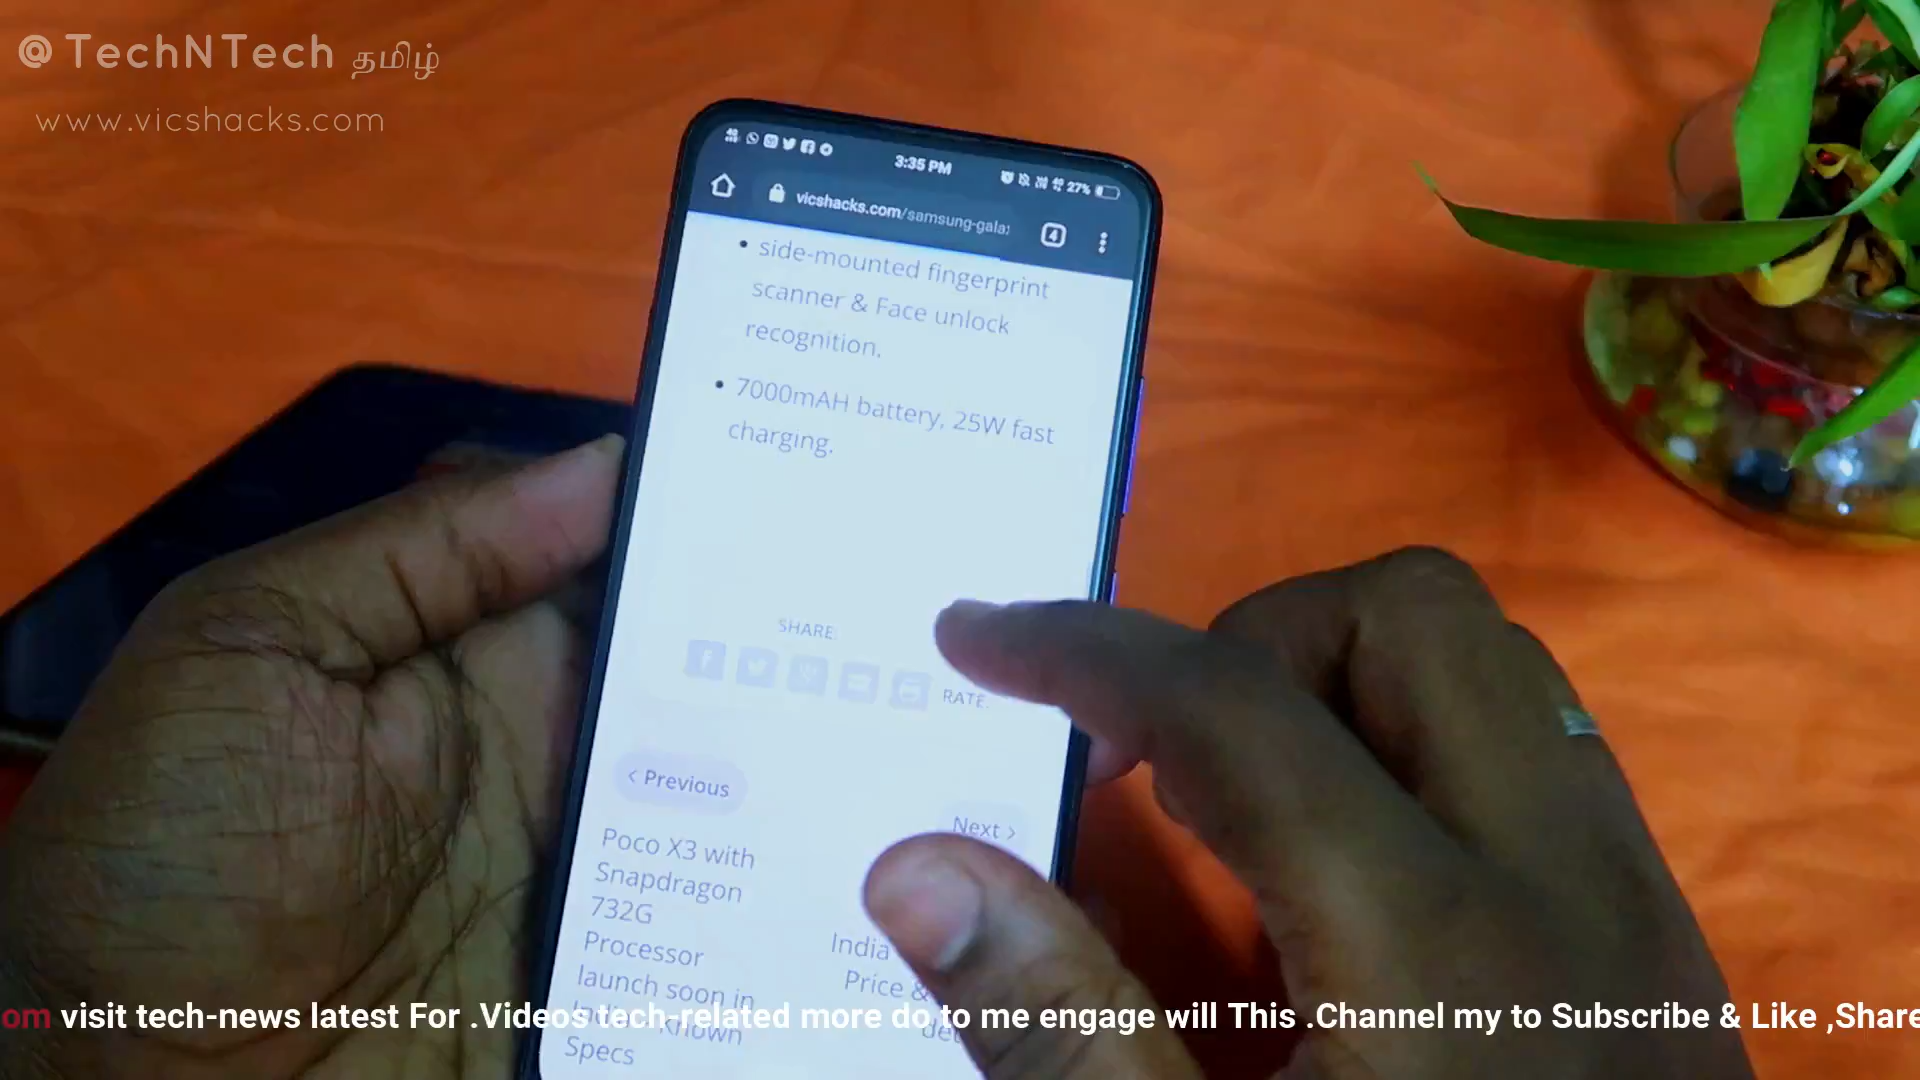 @ TechNTech தமிழ்
www.vicshacks.com
3:35 PM
27%
vicshacks.com/samsung-gala
4
side-mounted fingerprint
scanner & Face unlock
recognition.
7000mAH battery, 25W fast
charging.
SHARE:
RATE:
< Previous
Next >
Poco X3 with
Snapdragon
732G
Processor
launch soon in
Known
Specs
India
Price &
om visit tech-news latest For .Videos tech-related more do to me engage will This .Channel my to Subscribe & Like ,Share